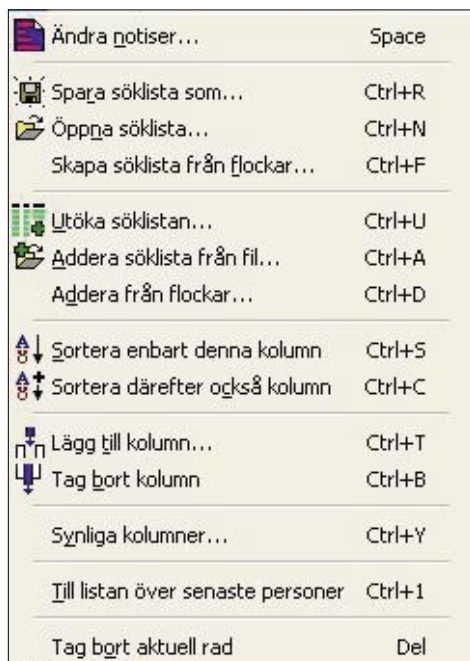 Ändra notiser... Space
Spara söklista som... Ctrl+R
Öppna söklista... Ctrl+N
Skapa söklista från flockar... Ctrl+F
Utöka söklistan... Ctrl+U
Addera söklista från fil... Ctrl+A
Addera från flockar... Ctrl+D
Sortera enbart denna kolumn Ctrl+S
Sortera därefter också kolumn Ctrl+C
Lägg till kolumn... Ctrl+T
Tag bort kolumn Ctrl+B
Synliga kolumner... Ctrl+Y
Till listan över senaste personer Ctrl+1
Tag bort aktuell rad Del